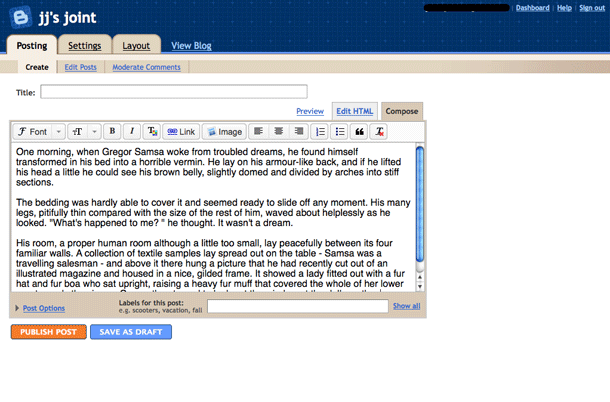 jj's joint
Dashboard | Help | Sign out
Posting Settings Layout View Blog
Create Edit Posts Moderate Comments
Title:
Preview Edit HTML Compose
Font T B I T Link Image
One morning, when Gregor Samsa woke from troubled dreams, he found himself
transformed in his bed into a horrible vermin. He lay on his armour-like back, and if he lifted
his head a little he could see his brown belly, slightly domed and divided by arches into stiff
sections.
The bedding was hardly able to cover it and seemed ready to slide off any moment. His many
legs, pitifully thin compared with the size of the rest of him, waved about helplessly as he
looked. "What's happened to me? " he thought. It wasn't a dream.
His room, a proper human room although a little too small, lay peacefully between its four
familiar walls. A collection of textile samples lay spread out on the table - Samsa was a
travelling salesman - and above it there hung a picture that he had recently cut out of an
illustrated magazine and housed in a nice, gilded frame. It showed a lady fitted out with a fur
hat and fur boa who sat upright, raising a heavy fur muff that covered the whole of her lower
Post Options
Labels for this post:
e.g. scooters, vacation, fall
Show all
PUBLISH POST SAVE AS DRAFT